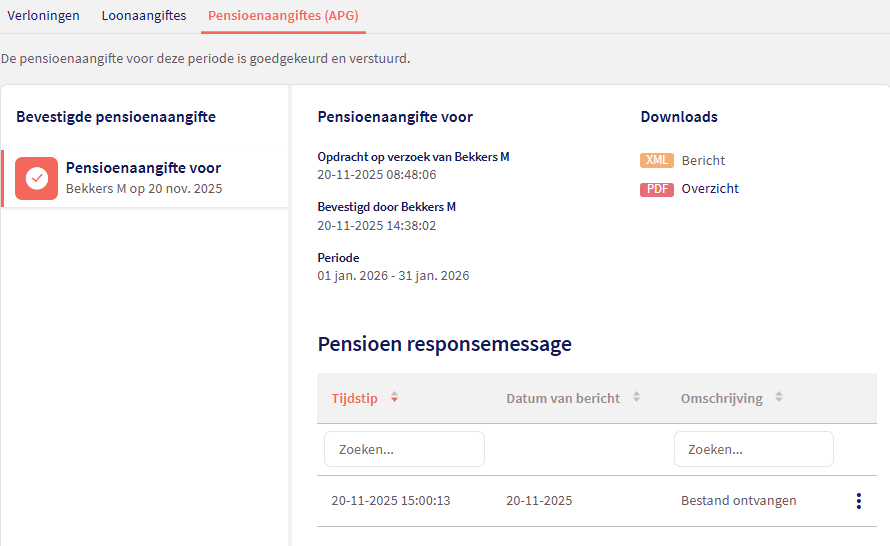 Verloningen Loonaangiftes Pensioenaangiftes (APG)
De pensioenaangifte voor deze periode is goedgekeurd en verstuurd.
Bevestigde pensioenaangifte
Pensioenaangifte voor
Bekkers M op 20 nov. 2025
Pensioenaangifte voor
Opdracht op verzoek van Bekkers M
20-11-2025 08:48:06
Bevestigd door Bekkers M
20-11-2025 14:38:02
Periode
01 jan. 2026 - 31 jan. 2026
Downloads
XML Bericht
PDF Overzicht
Pensioen responsemessage
Tijdstip Datum van bericht Omschrijving
Zoeken... Zoeken...
20-11-2025 15:00:13 20-11-2025 Bestand ontvangen